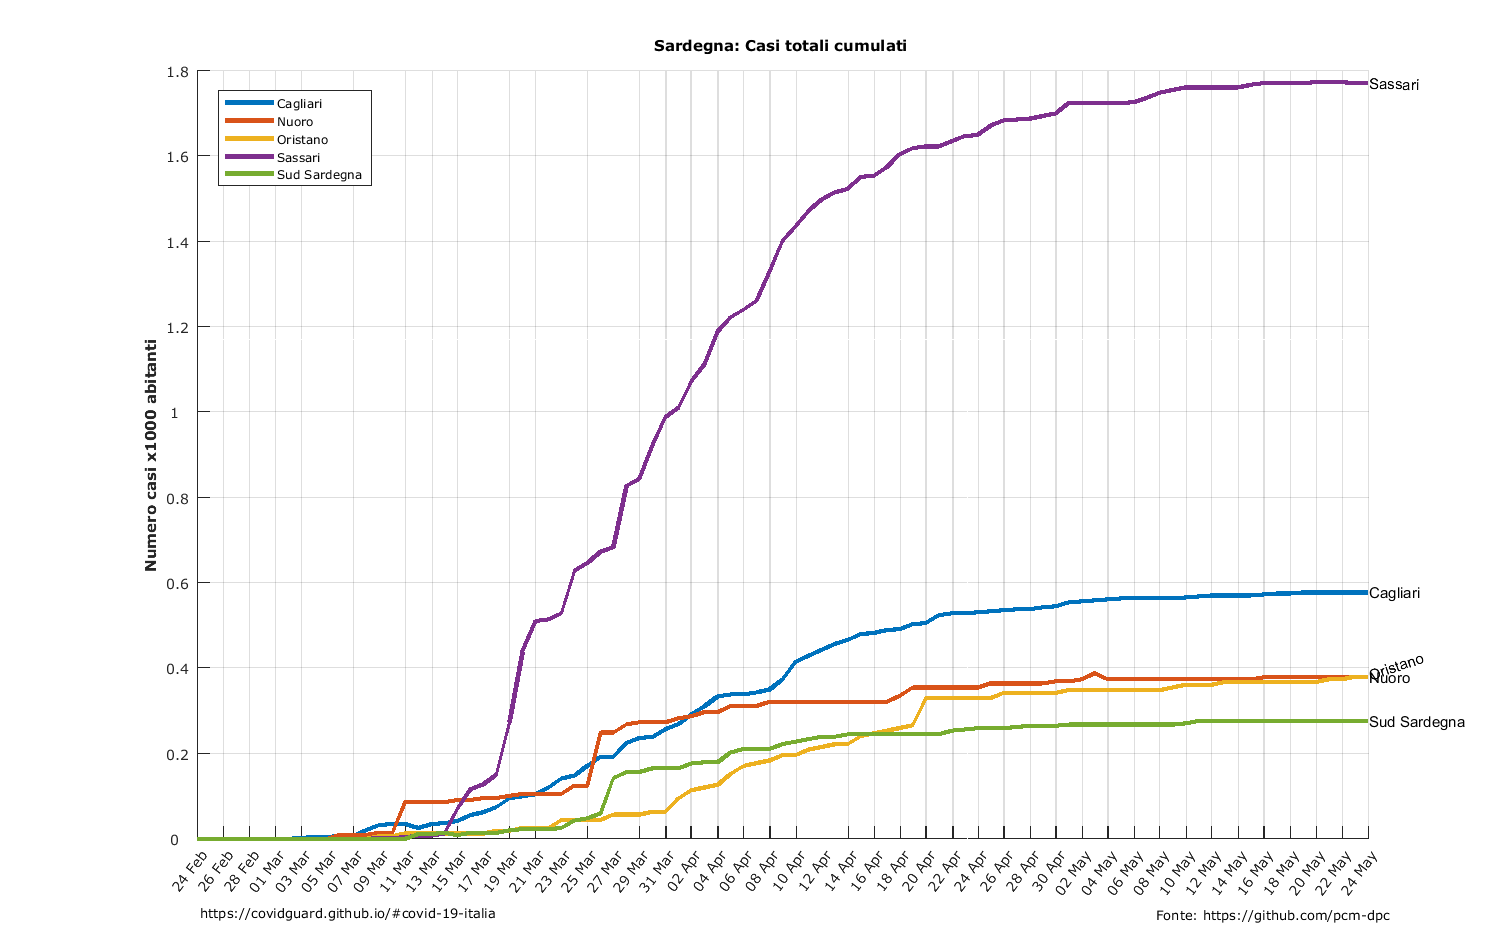 Sardegna: Casi totali cumulati
Numero casi x1000 abitanti
1.8
1.6
1.4
1.2
1
0.8
0.6
0.4
0.2
0
Cagliari
Nuoro
Oristano
Sassari
Sud Sardegna
Sassari
Cagliari
Oristano
Nuoro
Sud Sardegna
24 Feb
26 Feb
28 Feb
01 Mar
03 Mar
05 Mar
07 Mar
09 Mar
11 Mar
13 Mar
15 Mar
17 Mar
19 Mar
21 Mar
23 Mar
25 Mar
27 Mar
29 Mar
31 Mar
02 Apr
04 Apr
06 Apr
08 Apr
10 Apr
12 Apr
14 Apr
16 Apr
18 Apr
20 Apr
22 Apr
24 Apr
26 Apr
28 Apr
30 Apr
02 May
04 May
06 May
08 May
10 May
12 May
14 May
16 May
18 May
20 May
22 May
24 May
https://covidguard.github.io/#covid-19-italia
Fonte: https://github.com/pcm-dpc